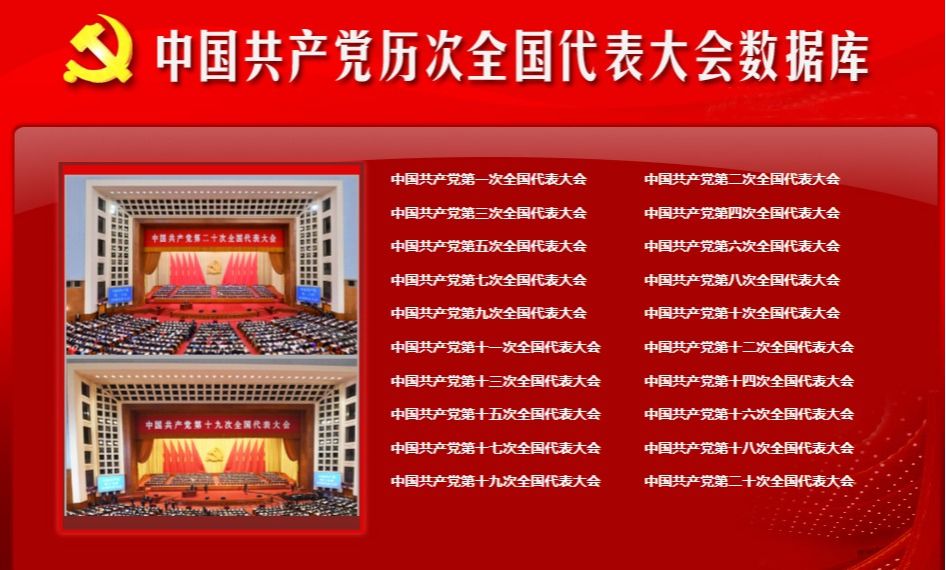 中国共产党历次全国代表大会数据库
中国共产党第二十次全国代表大会
中国共产党第十九次全国代表大会
中国共产党第一次全国代表大会 中国共产党第二次全国代表大会
中国共产党第三次全国代表大会 中国共产党第四次全国代表大会
中国共产党第五次全国代表大会 中国共产党第六次全国代表大会
中国共产党第七次全国代表大会 中国共产党第八次全国代表大会
中国共产党第九次全国代表大会 中国共产党第十次全国代表大会
中国共产党第十一次全国代表大会 中国共产党第十二次全国代表大会
中国共产党第十三次全国代表大会 中国共产党第十四次全国代表大会
中国共产党第十五次全国代表大会 中国共产党第十六次全国代表大会
中国共产党第十七次全国代表大会 中国共产党第十八次全国代表大会
中国共产党第十九次全国代表大会 中国共产党第二十次全国代表大会